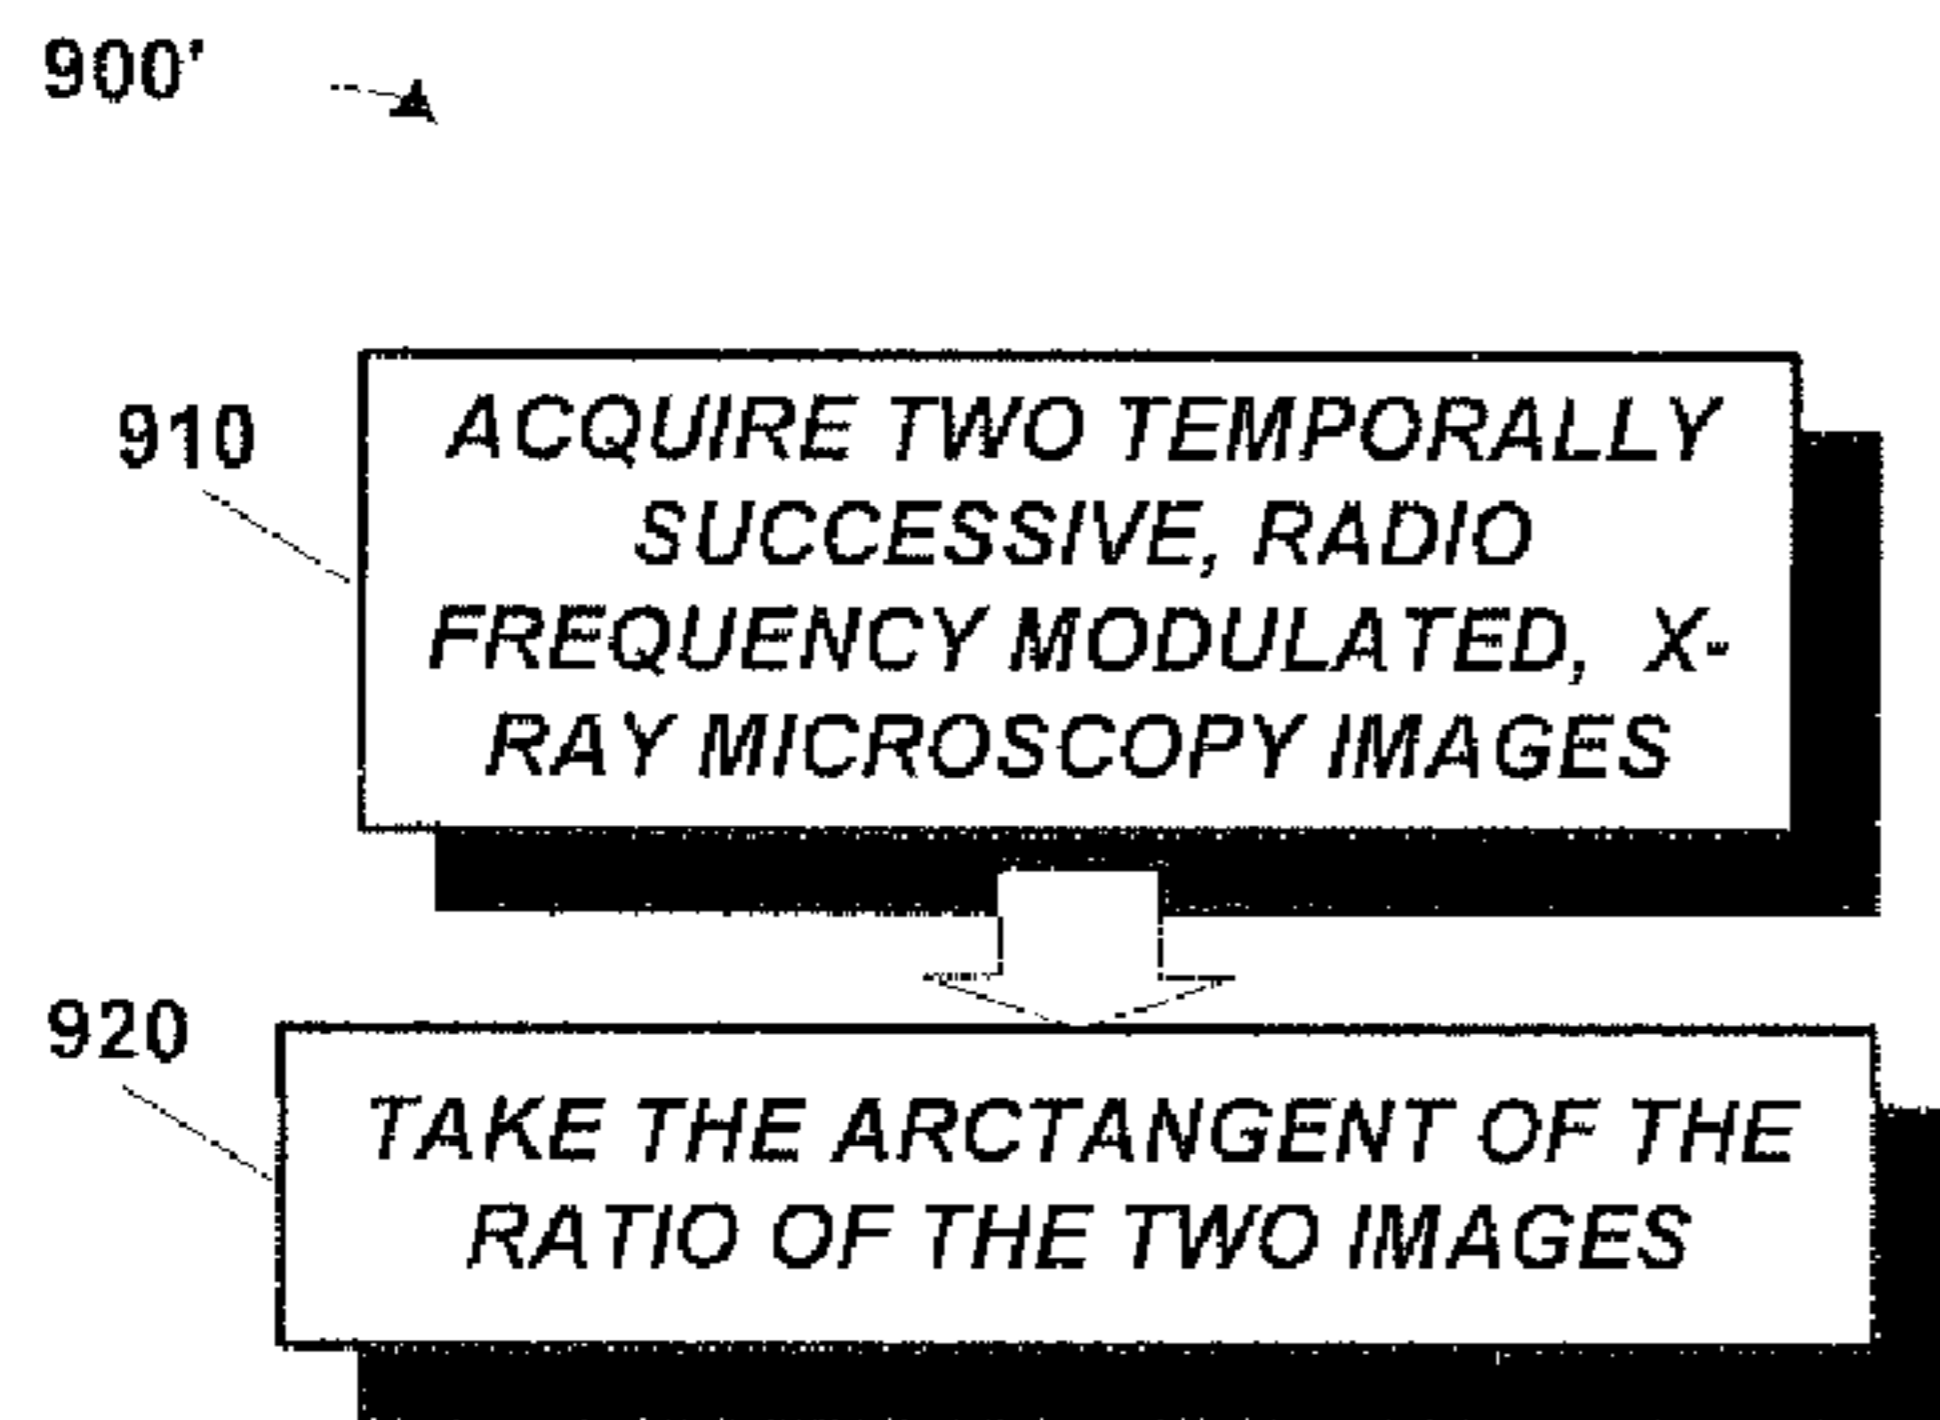 900'
910
ACQUIRE TWO TEMPORALLY
SUCCESSIVE, RADIO
FREQUENCY MODULATED, X-
RAY MICROSCOPY IMAGES
920
TAKE THE ARCTANGENT OF THE
RATIO OF THE TWO IMAGES